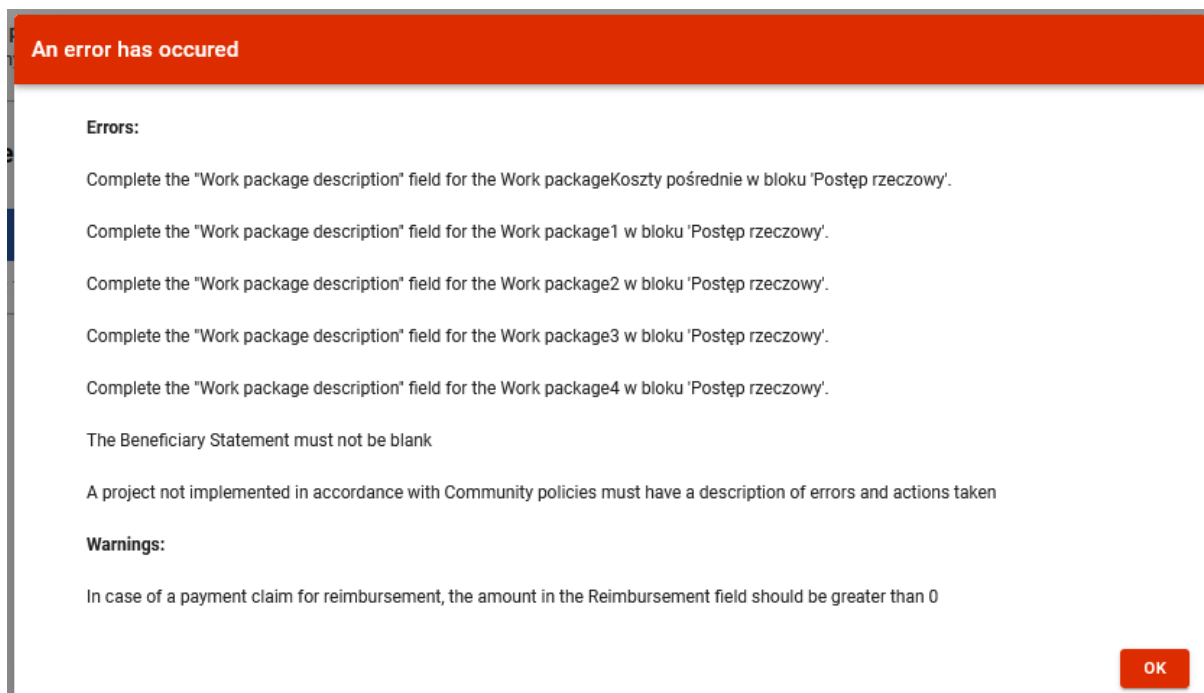 An error has occured
Errors:
Complete the "Work package description" field for the Work packageKoszty pośrednie w bloku 'Postęp rzeczowy'.
Complete the "Work package description" field for the Work package1 w bloku 'Postęp rzeczowy'.
Complete the "Work package description" field for the Work package2 w bloku 'Postęp rzeczowy'.
Complete the "Work package description" field for the Work package3 w bloku 'Postęp rzeczowy'.
Complete the "Work package description" field for the Work package4 w bloku 'Postęp rzeczowy'.
The Beneficiary Statement must not be blank
A project not implemented in accordance with Community policies must have a description of errors and actions taken
Warnings:
In case of a payment claim for reimbursement, the amount in the Reimbursement field should be greater than 0
OK